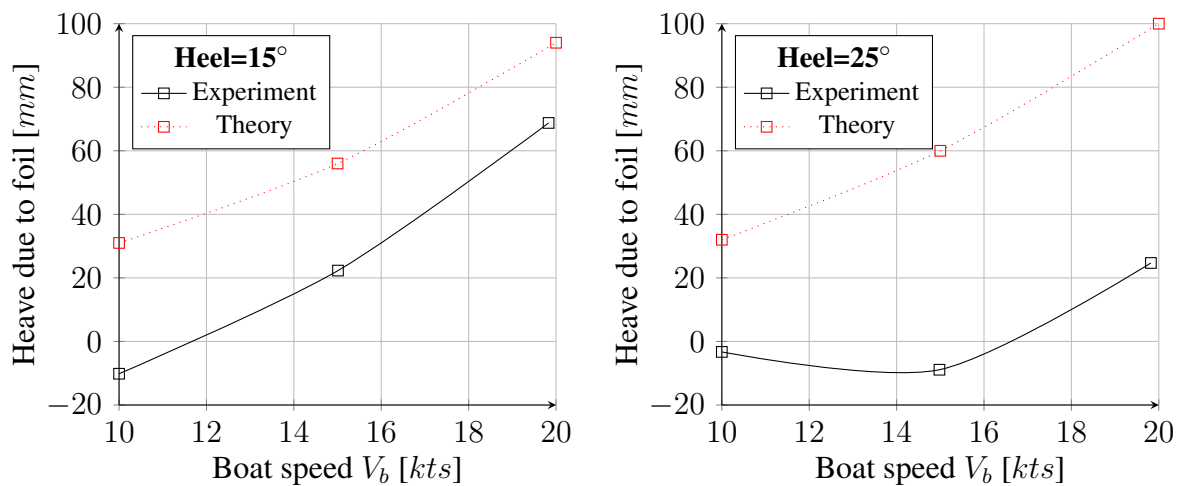 100
80
60
40
20
0
−20
Heave due to foil [mm]
Heel=15°
Experiment
Theory
10 12 14 16 18 20
Boat speed V_b [kts]
100
80
60
40
20
0
−20
Heave due to foil [mm]
Heel=25°
Experiment
Theory
10 12 14 16 18 20
Boat speed V_b [kts]